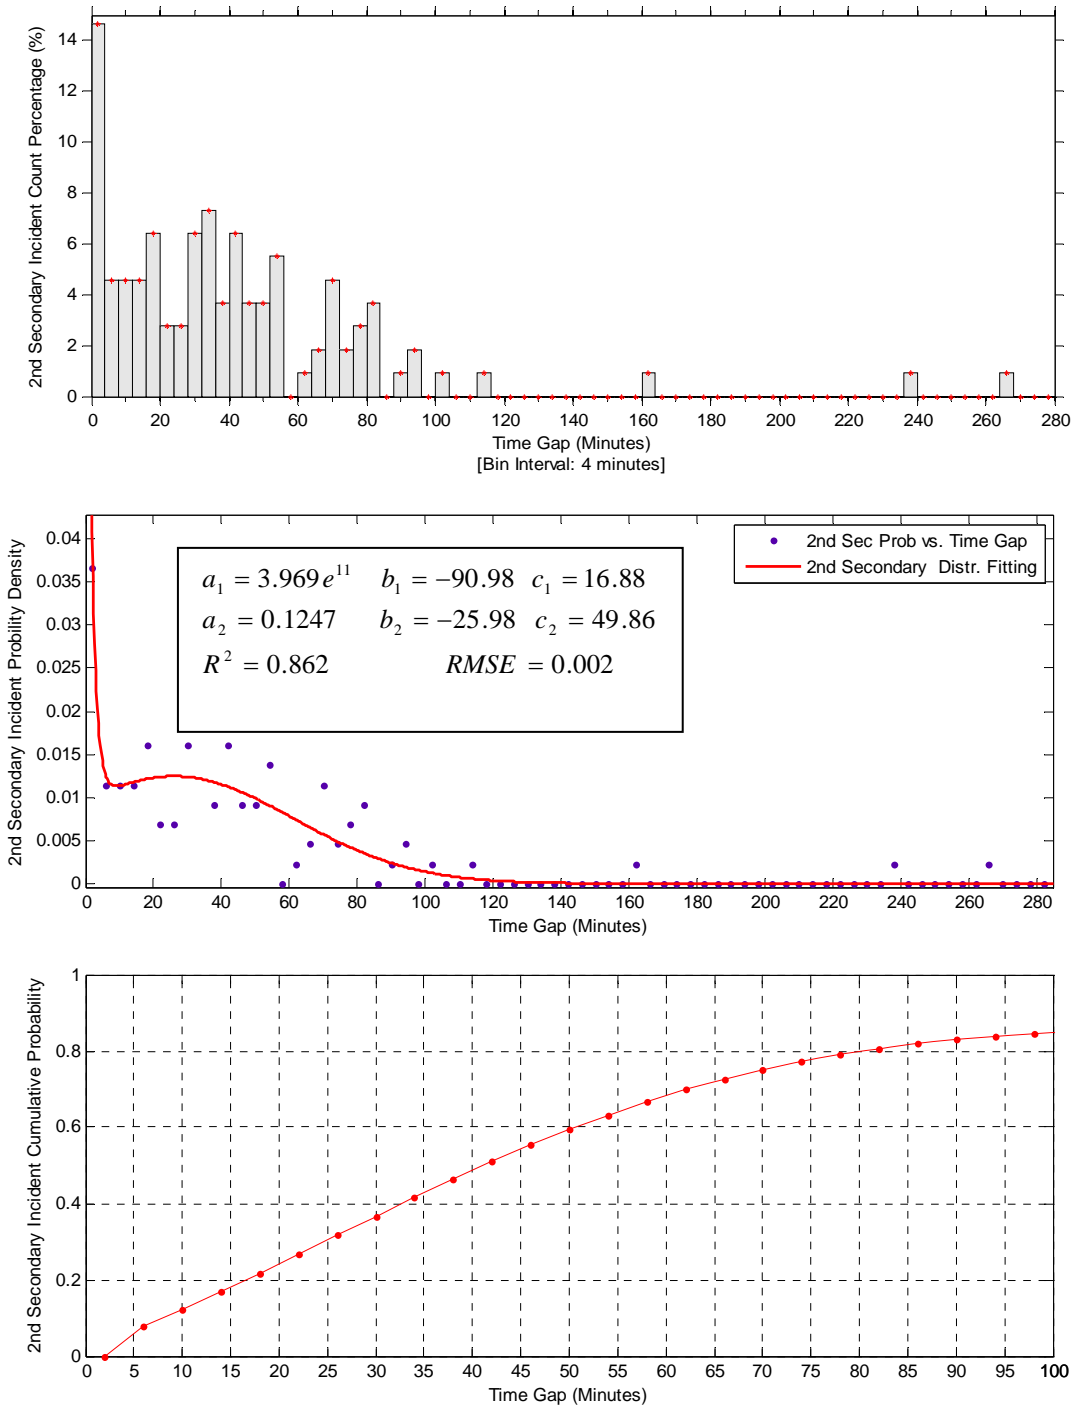 14
12
10
8
6
4
2
0
2nd Secondary Incident Count Percentage (%)
0 20 40 60 80 100 120 140 160 180 200 220 240 260 280
Time Gap (Minutes)
[Bin Interval: 4 minutes]
0.04
0.035
0.03
0.025
0.02
0.015
0.01
0.005
0
2nd Secondary Incident Probility Density
2nd Sec Prob vs. Time Gap
2nd Secondary Distr. Fitting
a₁ = 3.969e¹¹ b₁ = −90.98 c₁ = 16.88
a₂ = 0.1247 b₂ = −25.98 c₂ = 49.86
R² = 0.862 RMSE = 0.002
0 20 40 60 80 100 120 140 160 180 200 220 240 260 280
Time Gap (Minutes)
1
0.8
0.6
0.4
0.2
0
2nd Secondary Incident Cumulative Probability
0 5 10 15 20 25 30 35 40 45 50 55 60 65 70 75 80 85 90 95 100
Time Gap (Minutes)